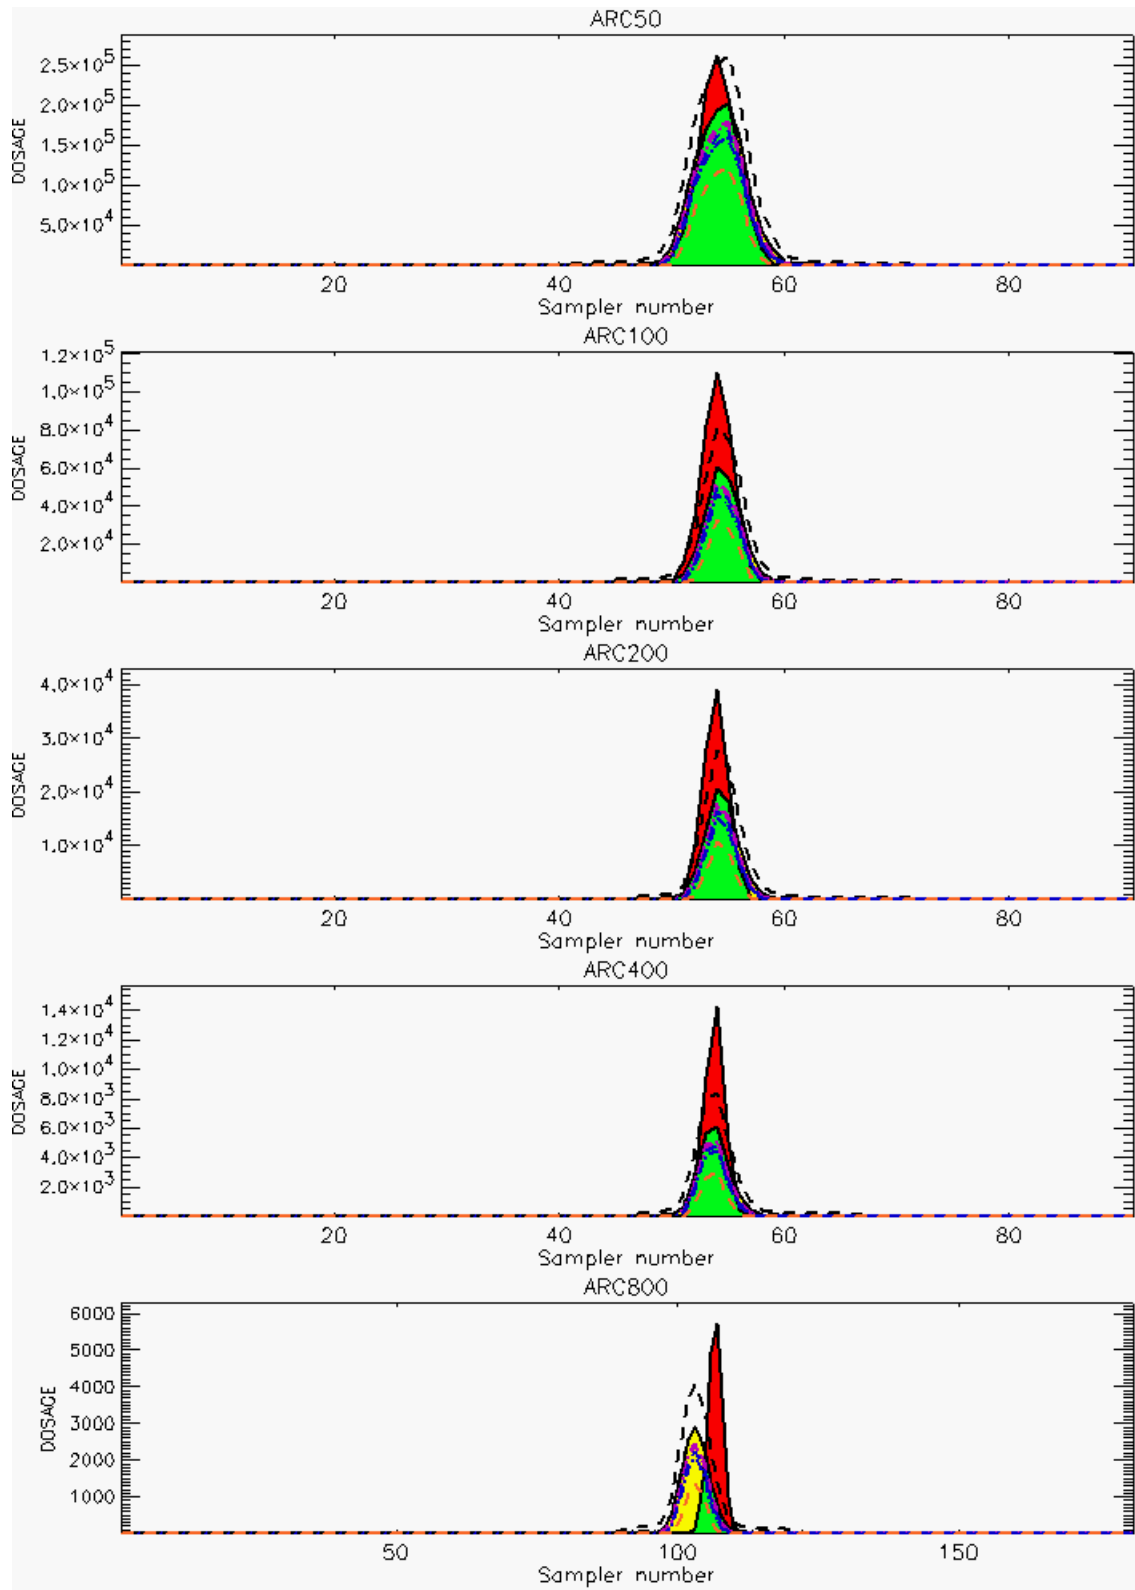 ARC50
2.5×10⁵
2.0×10⁵
1.5×10⁵
1.0×10⁵
5.0×10⁴
DOSAGE
20 40 60 80
Sampler number
ARC100
1.2×10⁵
1.0×10⁵
8.0×10⁴
6.0×10⁴
4.0×10⁴
2.0×10⁴
DOSAGE
20 40 60 80
Sampler number
ARC200
4.0×10⁴
3.0×10⁴
2.0×10⁴
1.0×10⁴
DOSAGE
20 40 60 80
Sampler number
ARC400
1.4×10⁴
1.2×10⁴
1.0×10⁴
8.0×10³
6.0×10³
4.0×10³
2.0×10³
DOSAGE
20 40 60 80
Sampler number
ARC800
6000
5000
4000
3000
2000
1000
DOSAGE
50 100 150
Sampler number